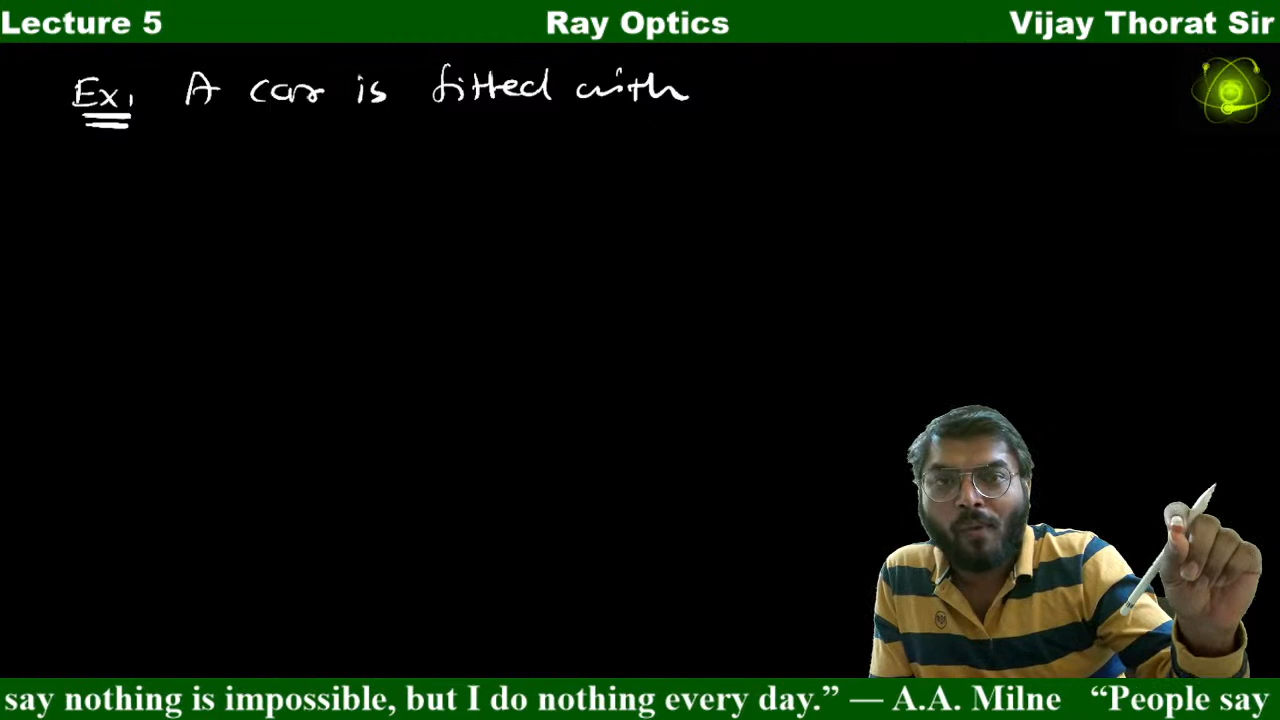 Lecture 5 Ray Optics Vijay Thorat Sir
Ex, A car is fitted with
say nothing is impossible, but I do nothing every day.” — A.A. Milne “People say